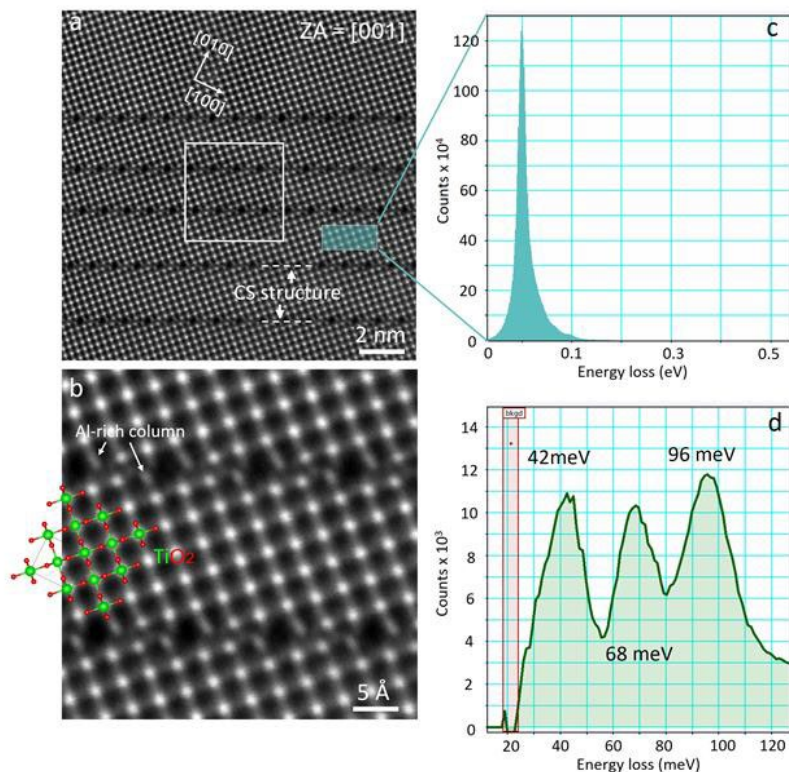 a
ZA = [001]
[010]
[100]
CS structure
2 nm
b
Al-rich column
TiO2
5 Å
c
Counts x 10⁴
120
100
80
60
40
20
0
0 0.1 0.3 0.5
Energy loss (eV)
d
bkgd
42meV
96 meV
68 meV
Counts x 10³
14
12
10
8
6
4
2
0
20 40 60 80 100 120
Energy loss (meV)